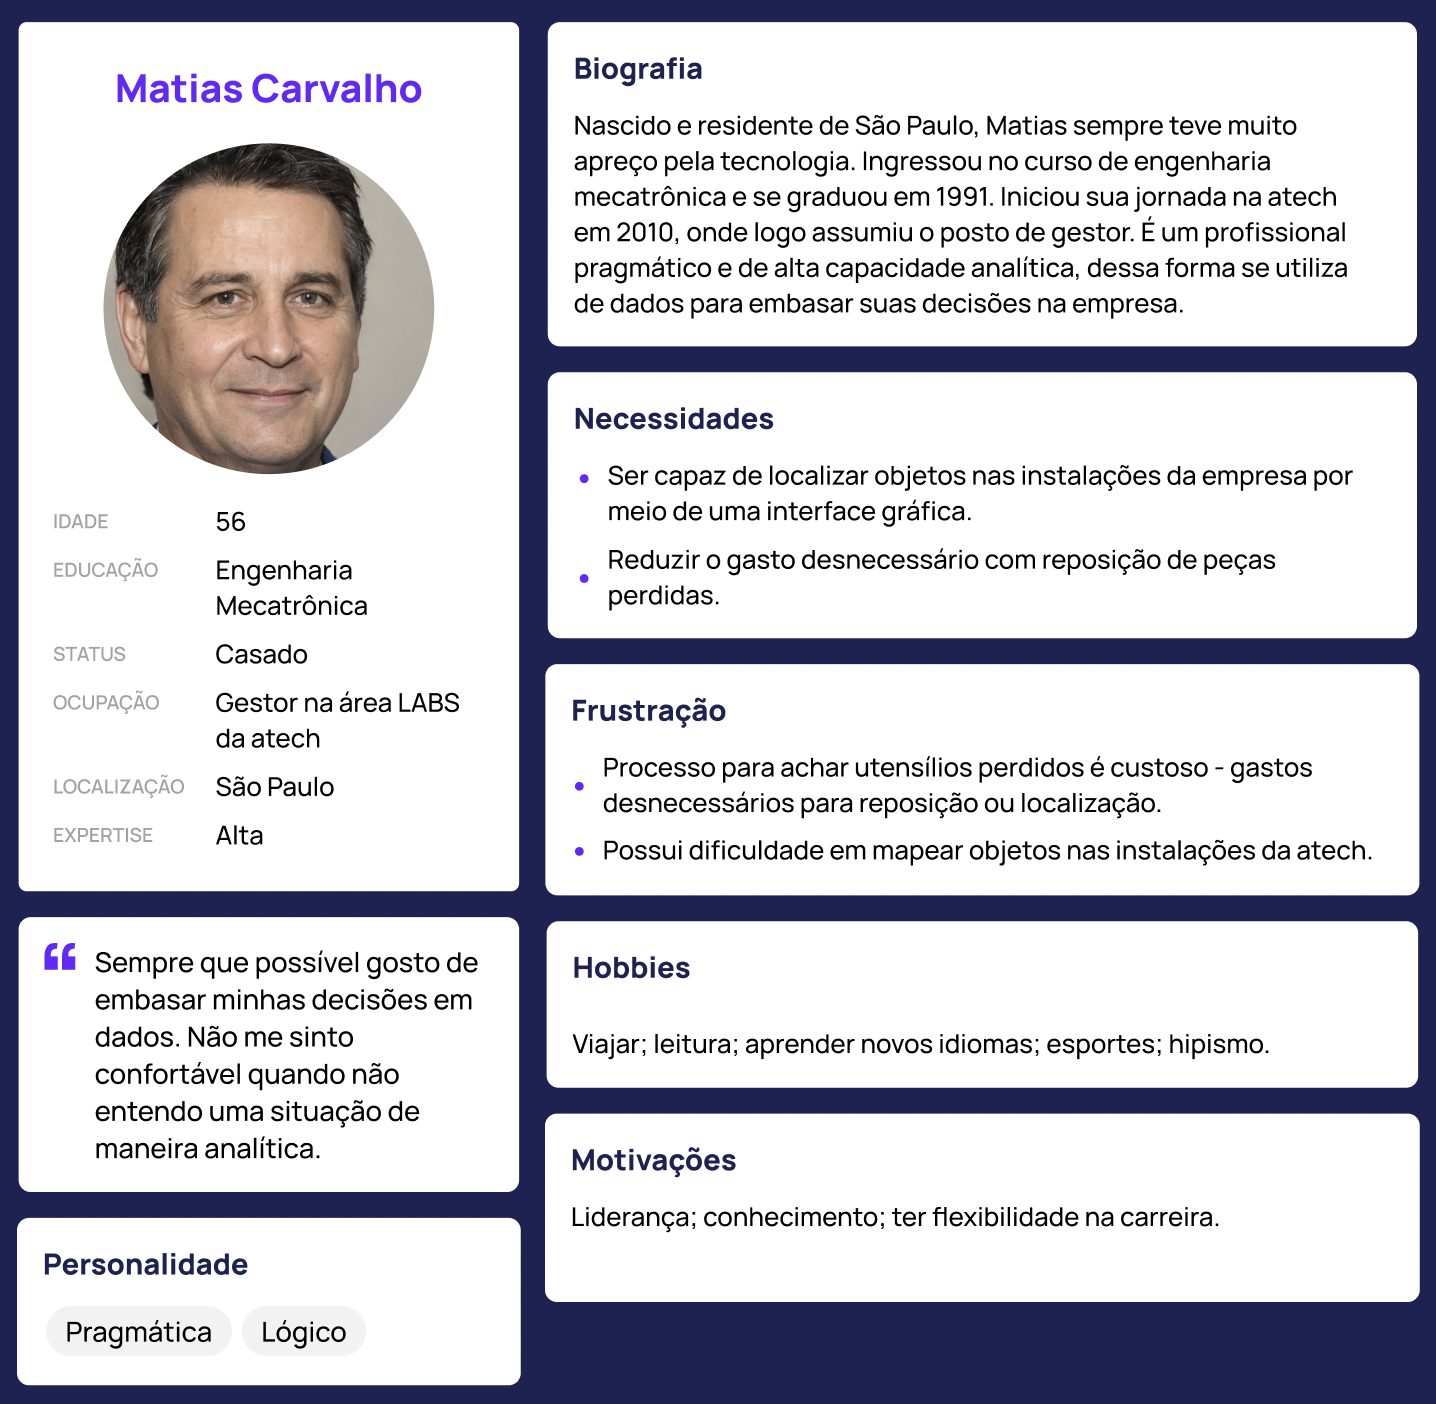 Matias Carvalho
IDADE 56
EDUCAÇÃO Engenharia
Mecatrônica
STATUS Casado
OCUPAÇÃO Gestor na área LABS
da atech
LOCALIZAÇÃO São Paulo
EXPERTISE Alta
“ Sempre que possível gosto de
embasar minhas decisões em
dados. Não me sinto
confortável quando não
entendo uma situação de
maneira analítica.
Personalidade
Pragmática Lógico
Biografia
Nascido e residente de São Paulo, Matias sempre teve muito
apreço pela tecnologia. Ingressou no curso de engenharia
mecatrônica e se graduou em 1991. Iniciou sua jornada na atech
em 2010, onde logo assumiu o posto de gestor. É um profissional
pragmático e de alta capacidade analítica, dessa forma se utiliza
de dados para embasar suas decisões na empresa.
Necessidades
• Ser capaz de localizar objetos nas instalações da empresa por
meio de uma interface gráfica.
• Reduzir o gasto desnecessário com reposição de peças
perdidas.
Frustração
• Processo para achar utensílios perdidos é custoso - gastos
desnecessários para reposição ou localização.
• Possui dificuldade em mapear objetos nas instalações da atech.
Hobbies
Viajar; leitura; aprender novos idiomas; esportes; hipismo.
Motivações
Liderança; conhecimento; ter flexibilidade na carreira.